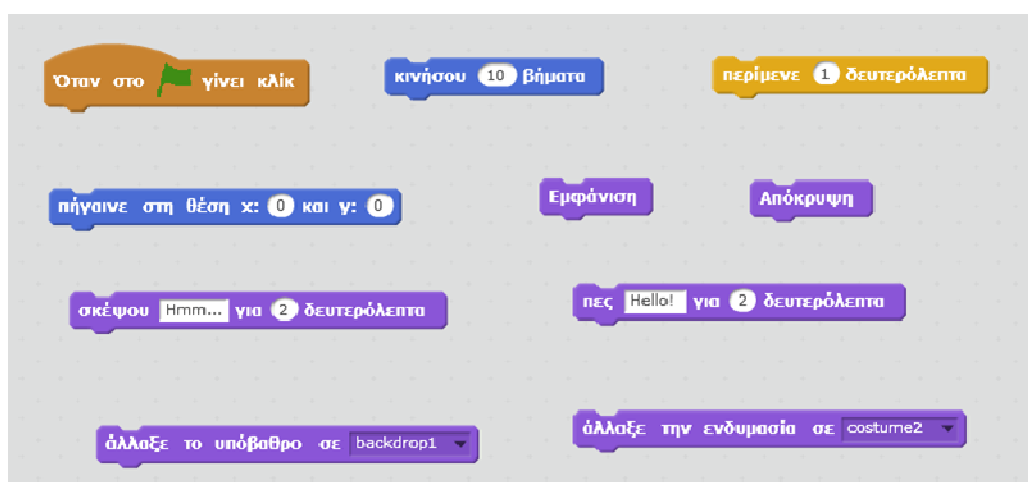 Όταν στο γίνει κλίκ
κινήσου 10 βήματα
περίμενε 1 δευτερόλεπτα
πήγαινε στη θέση x: 0 και y: 0
Εμφάνιση
Απόκρυψη
σκέψου Hmm... για 2 δευτερόλεπτα
πες Hello! για 2 δευτερόλεπτα
άλλαξε το υπόβαθρο σε backdrop1
άλλαξε την ενδυμασία σε costume2